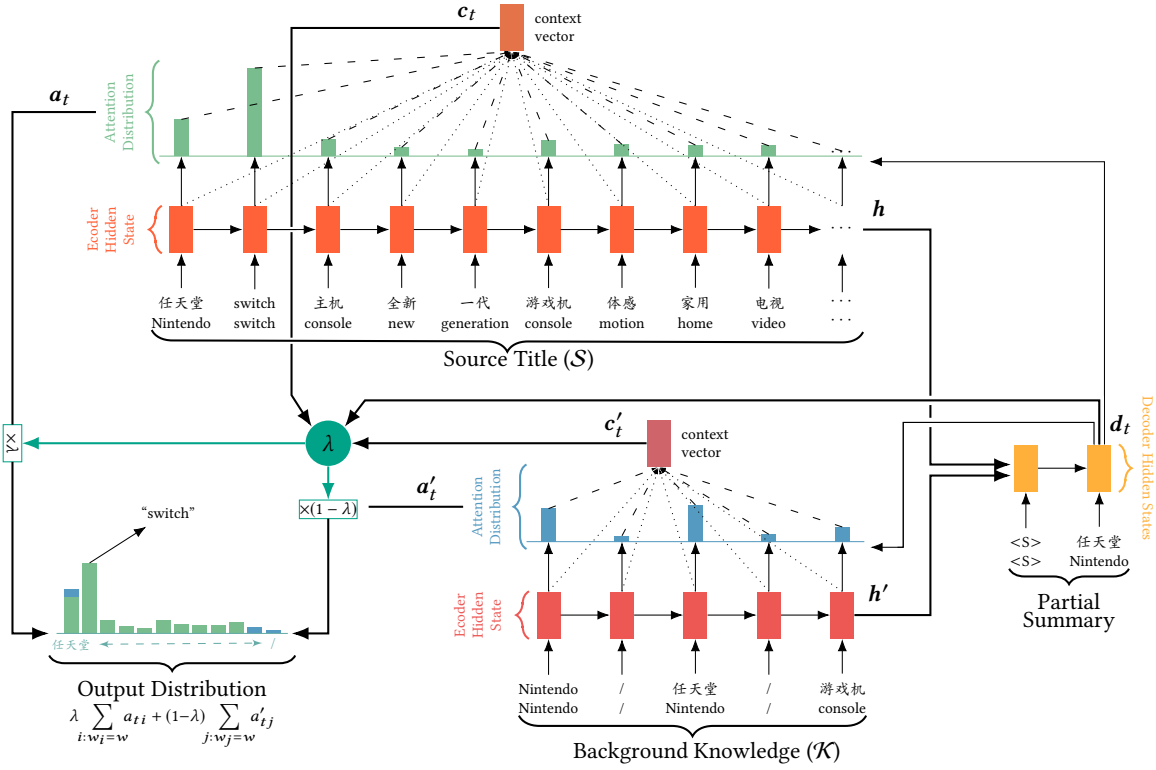 c_t
context
vector
a_t
Attention
Distribution
Ecoder
Hidden
State
h
· · ·
· · ·
任天堂 switch 主机 全新 一代 游戏机 体感 家用 电视 · · ·
Nintendo switch console new generation console motion home video · · ·
Source Title (𝒮)
×λ
λ
×(1 − λ)
c′_t
context
vector
a′_t
Attention
Distribution
Ecoder
Hidden
State
h′
d_t
Decoder Hidden States
<S> 任天堂
<S> Nintendo
Partial
Summary
"switch"
任天堂 /
Output Distribution
λ ∑_{i:w_i=w} a_{ti} + (1−λ) ∑_{j:w_j=w} a′_{tj}
Nintendo / 任天堂 / 游戏机
Nintendo / Nintendo / console
Background Knowledge (𝒦)